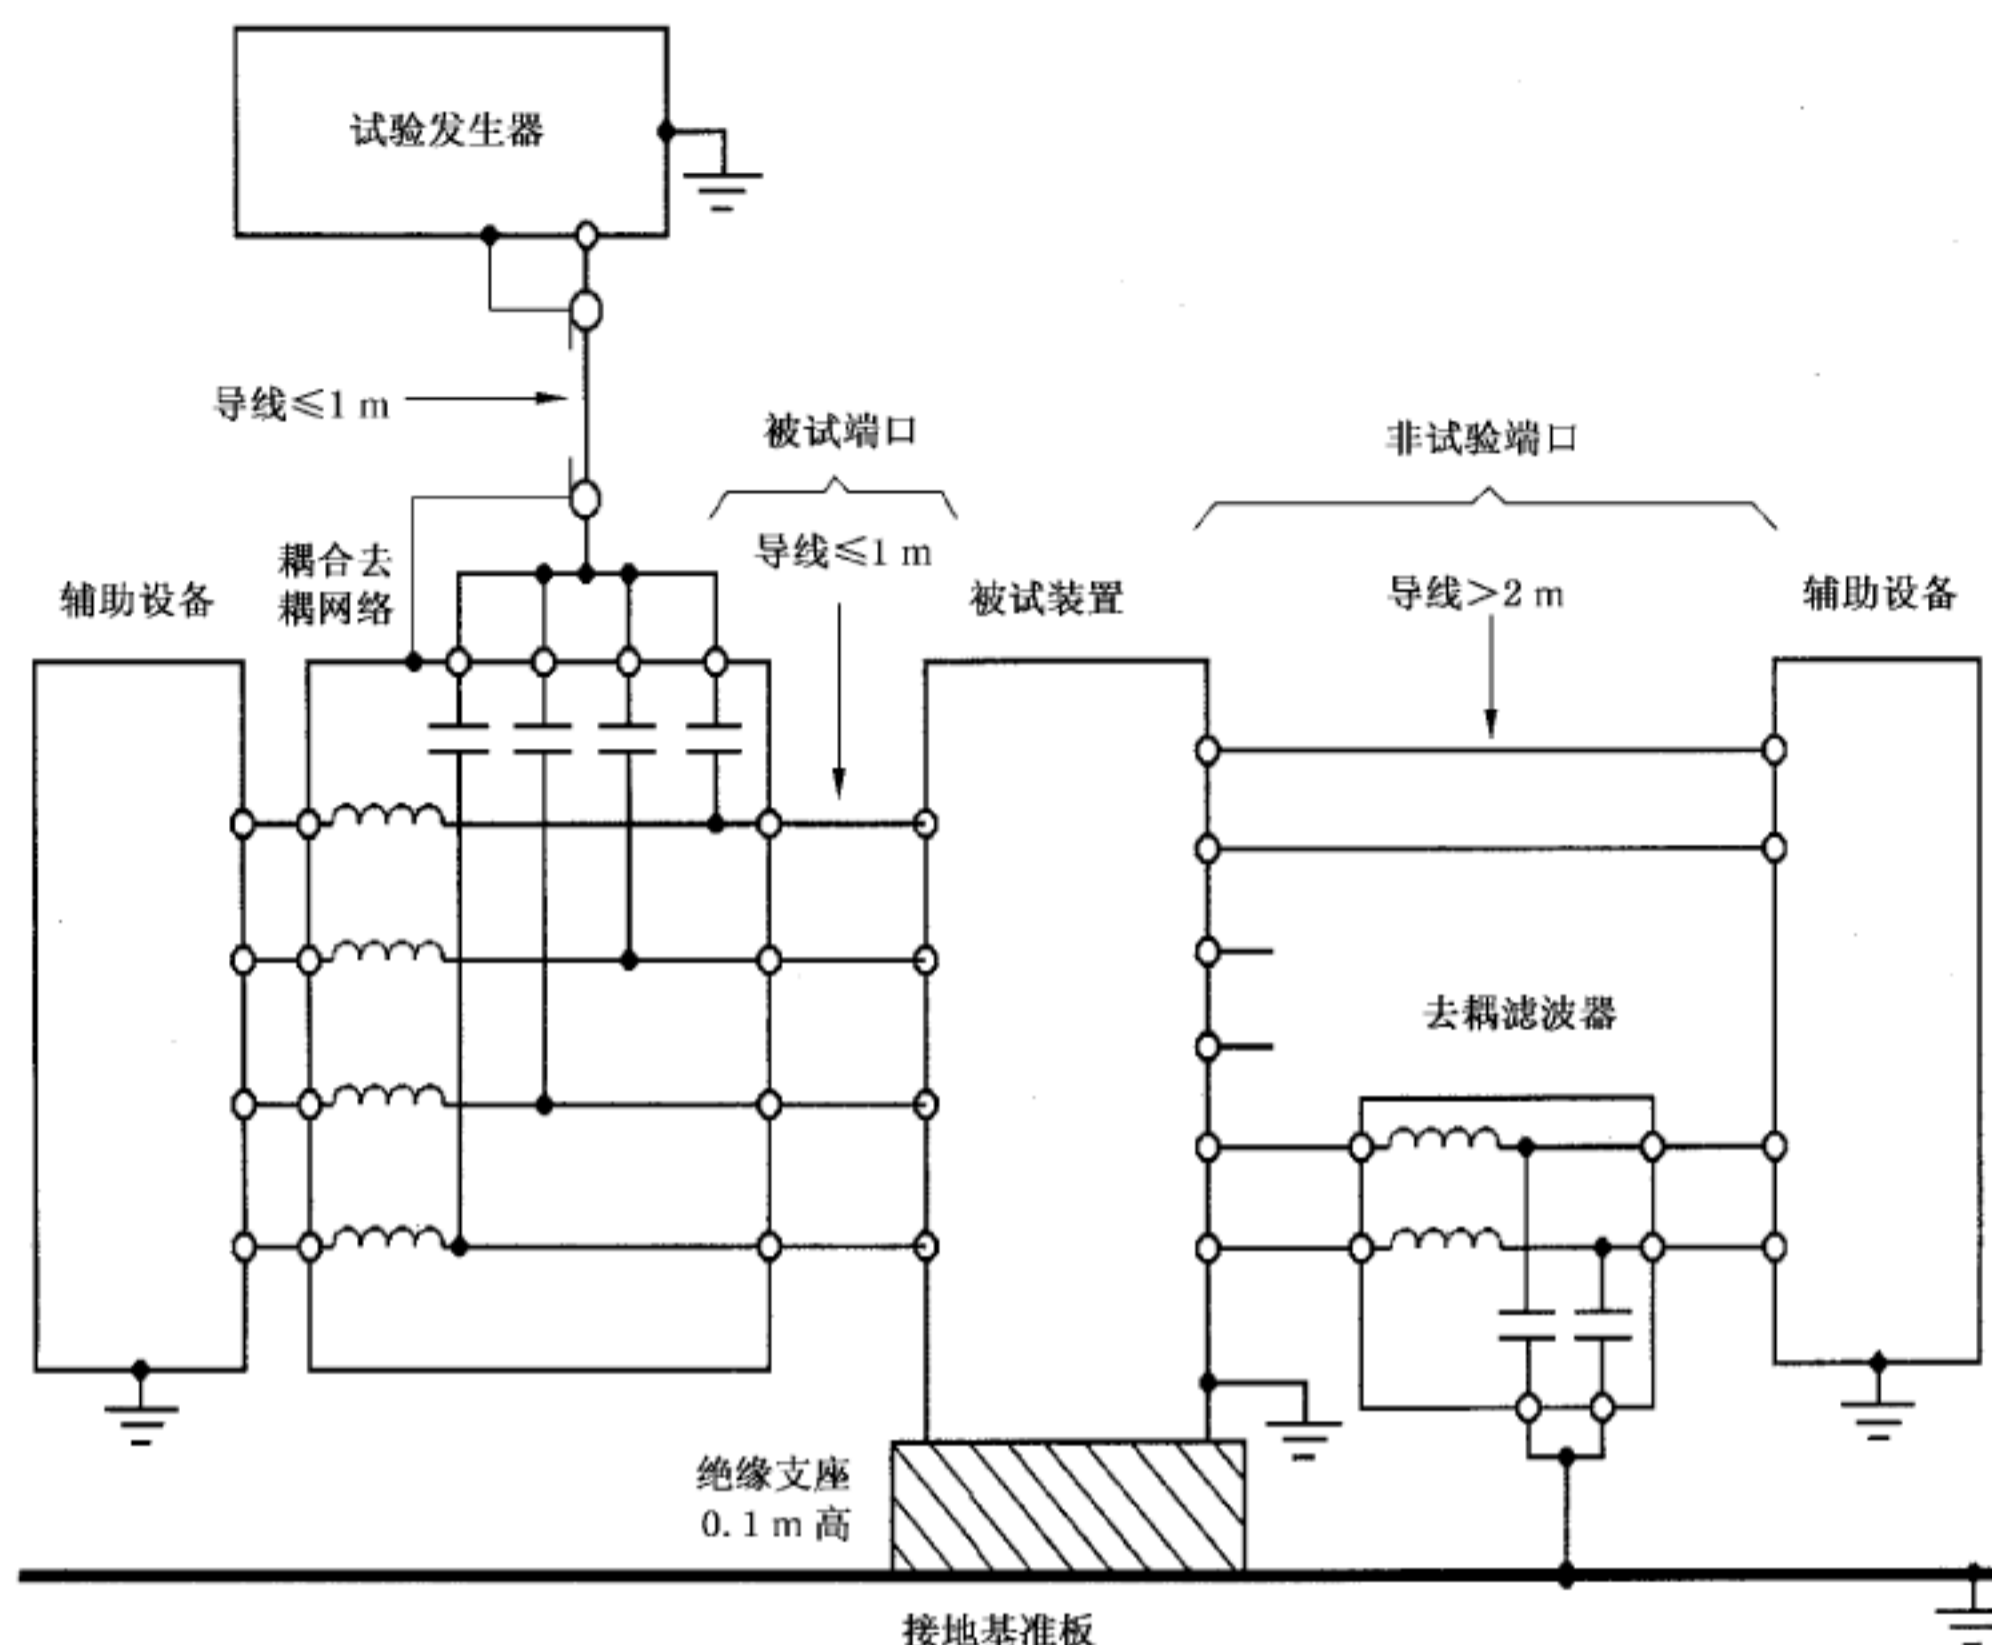 试验发生器
导线≤1 m
被试端口
非试验端口
导线≤1 m
耦合去
耦网络
辅助设备
被试装置
导线>2 m
辅助设备
去耦滤波器
绝缘支座
0.1 m 高
接地基准板